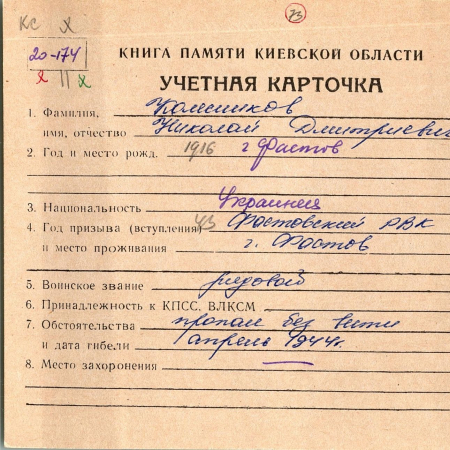 73
КС Х
20-174
х || х
КНИГА ПАМЯТИ КИЕВСКОЙ ОБЛАСТИ
УЧЕТНАЯ КАРТОЧКА
1. Фамилия, Колесников
имя, отчество Николай Дмитриевич
2. Год и место рожд. 1916 г Фастов
3. Национальность Украинец
4. Год призыва (вступления) 43 Фастовский РВК
и место проживания г. Фастов
5. Воинское звание рядовой
6. Принадлежность к КПСС. ВЛКСМ
7. Обстоятельства пропал без вести
и дата гибели апрель 1944г.
8. Место захоронения —